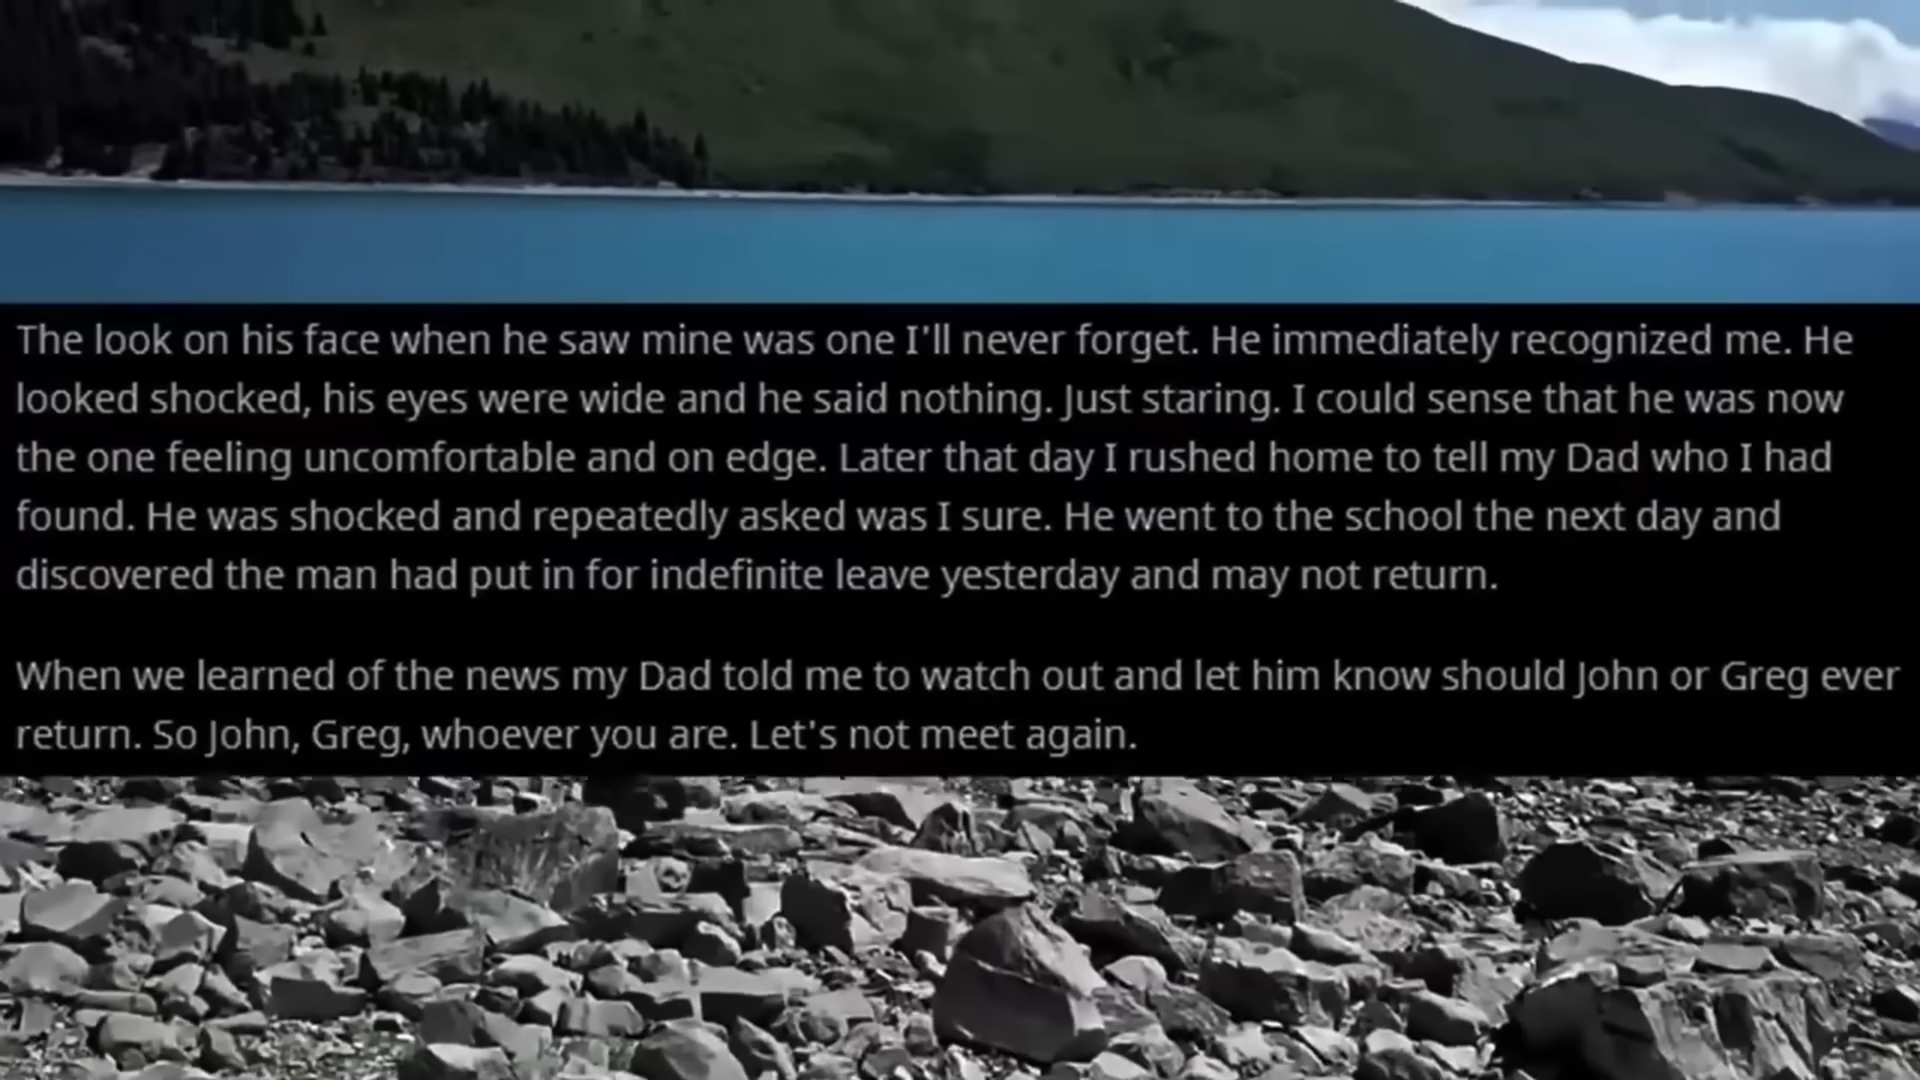 The look on his face when he saw mine was one I'll never forget. He immediately recognized me. He
looked shocked, his eyes were wide and he said nothing. Just staring. I could sense that he was now
the one feeling uncomfortable and on edge. Later that day I rushed home to tell my Dad who I had
found. He was shocked and repeatedly asked was I sure. He went to the school the next day and
discovered the man had put in for indefinite leave yesterday and may not return.
When we learned of the news my Dad told me to watch out and let him know should John or Greg ever
return. So John, Greg, whoever you are. Let's not meet again.